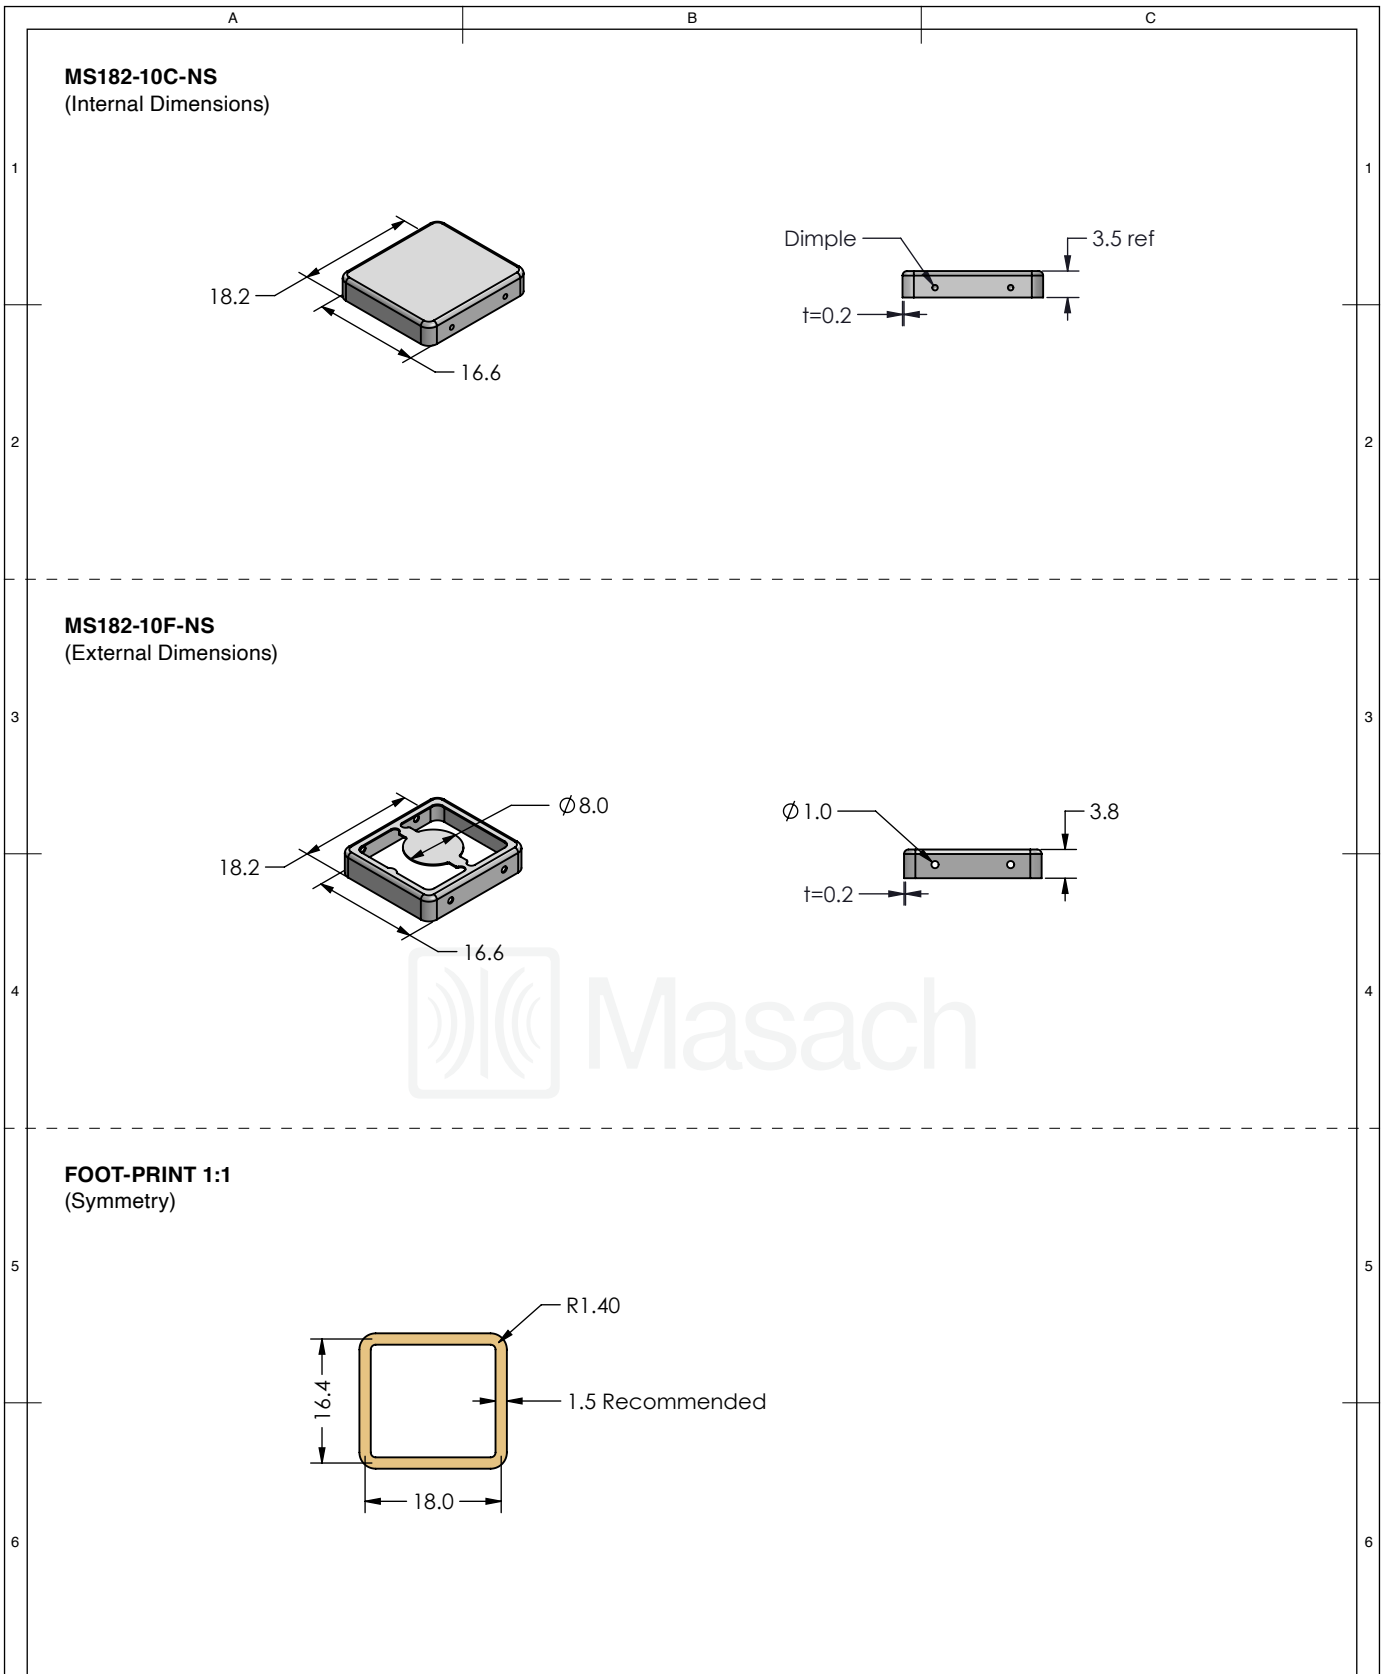 A B C
MS182-10C-NS
(Internal Dimensions)
1 1
Dimple 3.5 ref
18.2
t=0.2
16.6
2 2
MS182-10F-NS
(External Dimensions)
3 3
Ø8.0 Ø1.0 3.8
18.2
t=0.2
16.6
4 4
Masach
FOOT-PRINT 1:1
(Symmetry)
5 5
R1.40
16.4
1.5 Recommended
18.0
6 6